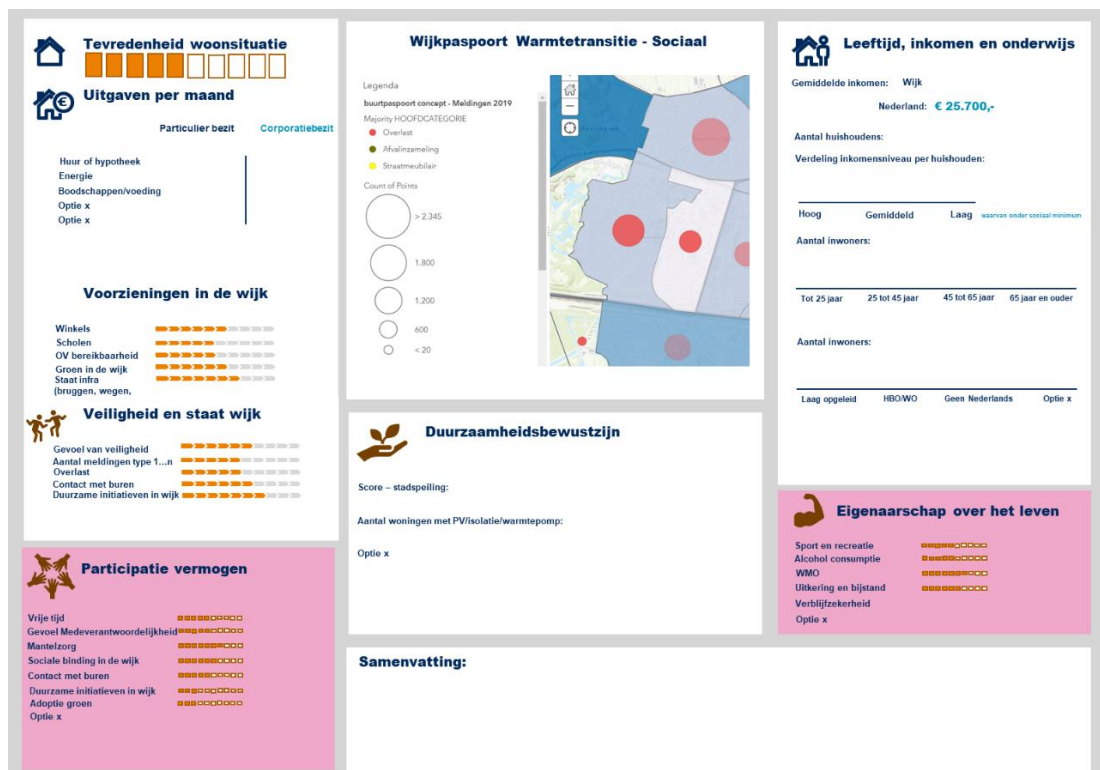 Tevredenheid woonsituatie
Uitgaven per maand
Particulier bezit Corporatiebezit
Huur of hypotheek
Energie
Boodschappen/voeding
Optie x
Optie x
Voorzieningen in de wijk
Winkels
Scholen
OV bereikbaarheid
Groen in de wijk
Staat infra
(bruggen, wegen,
Veiligheid en staat wijk
Gevoel van veiligheid
Aantal meldingen type 1...n
Overlast
Contact met buren
Duurzame initiatieven in wijk
Participatie vermogen
Vrije tijd
Gevoel Medeverantwoordelijkheid
Mantelzorg
Sociale binding in de wijk
Contact met buren
Duurzame initiatieven in wijk
Adoptie groen
Optie x
Wijkpaspoort Warmtetransitie - Sociaal
Legenda
buurtpaspoort concept - Meldingen 2019
Majority HOOFDCATEGORIE
Overlast
Afvalinzameling
Straatmeubilair
Count of Points
> 2.345
1.800
1.200
600
< 20
Duurzaamheidsbewustzijn
Score – stadspeiling:
Aantal woningen met PV/isolatie/warmtepomp:
Optie x
Samenvatting:
Leeftijd, inkomen en onderwijs
Gemiddelde inkomen: Wijk
Nederland: € 25.700,-
Aantal huishoudens:
Verdeling inkomensniveau per huishouden:
Hoog Gemiddeld Laag waarvan onder sociaal minimum
Aantal inwoners:
Tot 25 jaar 25 tot 45 jaar 45 tot 65 jaar 65 jaar en ouder
Aantal inwoners:
Laag opgeleid HBO/WO Geen Nederlands Optie x
Eigenaarschap over het leven
Sport en recreatie
Alcohol consumptie
WMO
Uitkering en bijstand
Verblijfzekerheid
Optie x